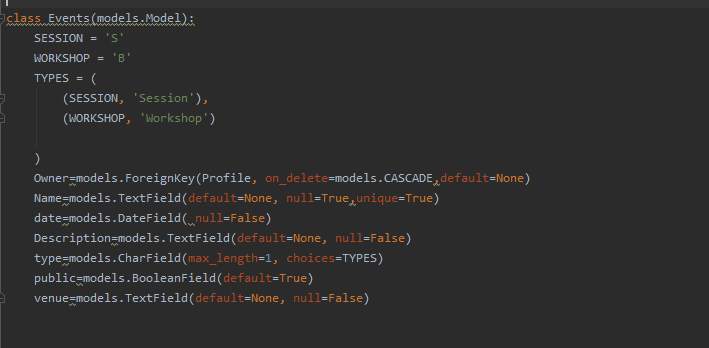 class Events(models.Model):
    SESSION = 'S'
    WORKSHOP = 'B'
    TYPES = (
        (SESSION, 'Session'),
        (WORKSHOP, 'Workshop')
    )
    Owner=models.ForeignKey(Profile, on_delete=models.CASCADE,default=None)
    Name=models.TextField(default=None, null=True,unique=True)
    date=models.DateField( null=False)
    Description=models.TextField(default=None, null=False)
    type=models.CharField(max_length=1, choices=TYPES)
    public=models.BooleanField(default=True)
    venue=models.TextField(default=None, null=False)